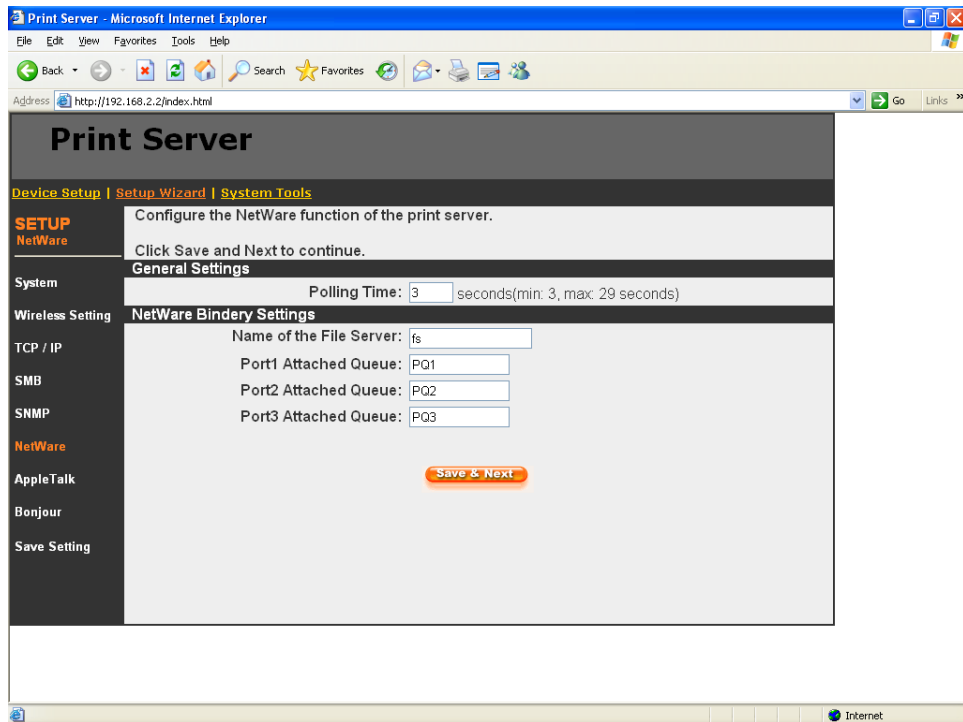 Print Server - Microsoft Internet Explorer
File Edit View Favorites Tools Help
Back Search Favorites
Address http://192.168.2.2/index.html Go Links »
Print Server
Device Setup | Setup Wizard | System Tools
SETUP
NetWare
System
Wireless Setting
TCP / IP
SMB
SNMP
NetWare
AppleTalk
Bonjour
Save Setting
Configure the NetWare function of the print server.
Click Save and Next to continue.
General Settings
Polling Time: 3 seconds(min: 3, max: 29 seconds)
NetWare Bindery Settings
Name of the File Server: fs
Port1 Attached Queue: PQ1
Port2 Attached Queue: PQ2
Port3 Attached Queue: PQ3
Save & Next
Internet